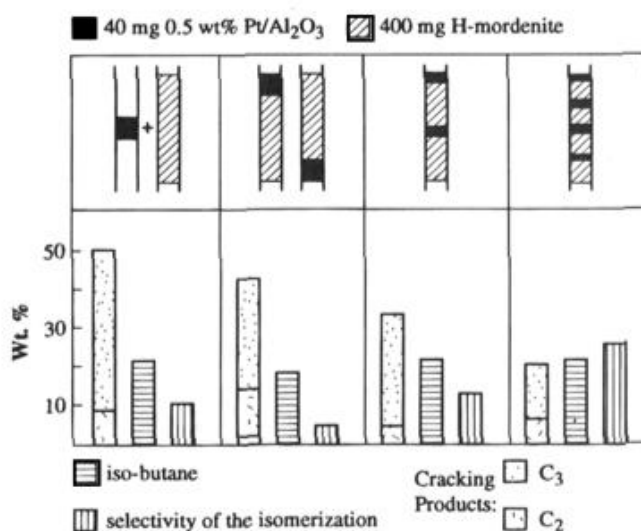 40 mg 0.5 wt% Pt/Al₂O₃ 400 mg H-mordenite
+
50
30
10
Wt. %
iso-butane
selectivity of the isomerization
Cracking
Products:
C₃
C₂